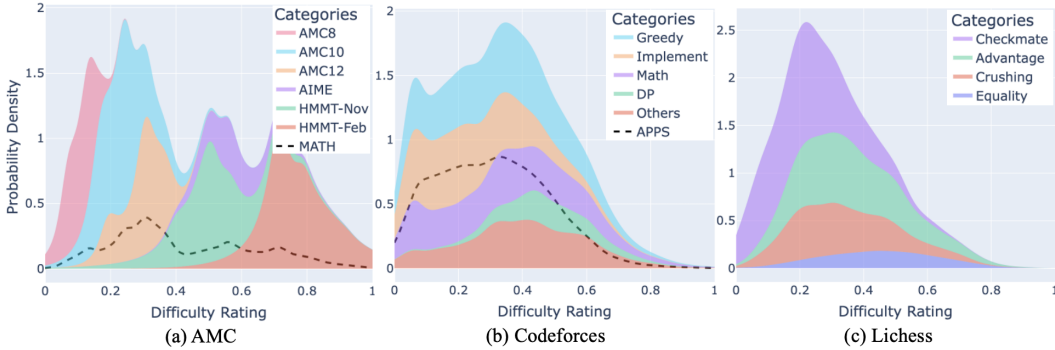 Probability Density
2
1.5
1
0.5
0
0
0.2
0.4
0.6
0.8
1
Difficulty Rating
Categories
AMC8
AMC10
AMC12
AIME
HMMT-Nov
HMMT-Feb
MATH
(a) AMC
2
1.5
1
0.5
0
0
0.2
0.4
0.6
0.8
1
Difficulty Rating
Categories
Greedy
Implement
Math
DP
Others
APPS
(b) Codeforces
2.5
2
1.5
1
0.5
0
0
0.2
0.4
0.6
0.8
1
Difficulty Rating
Categories
Checkmate
Advantage
Crushing
Equality
(c) Lichess